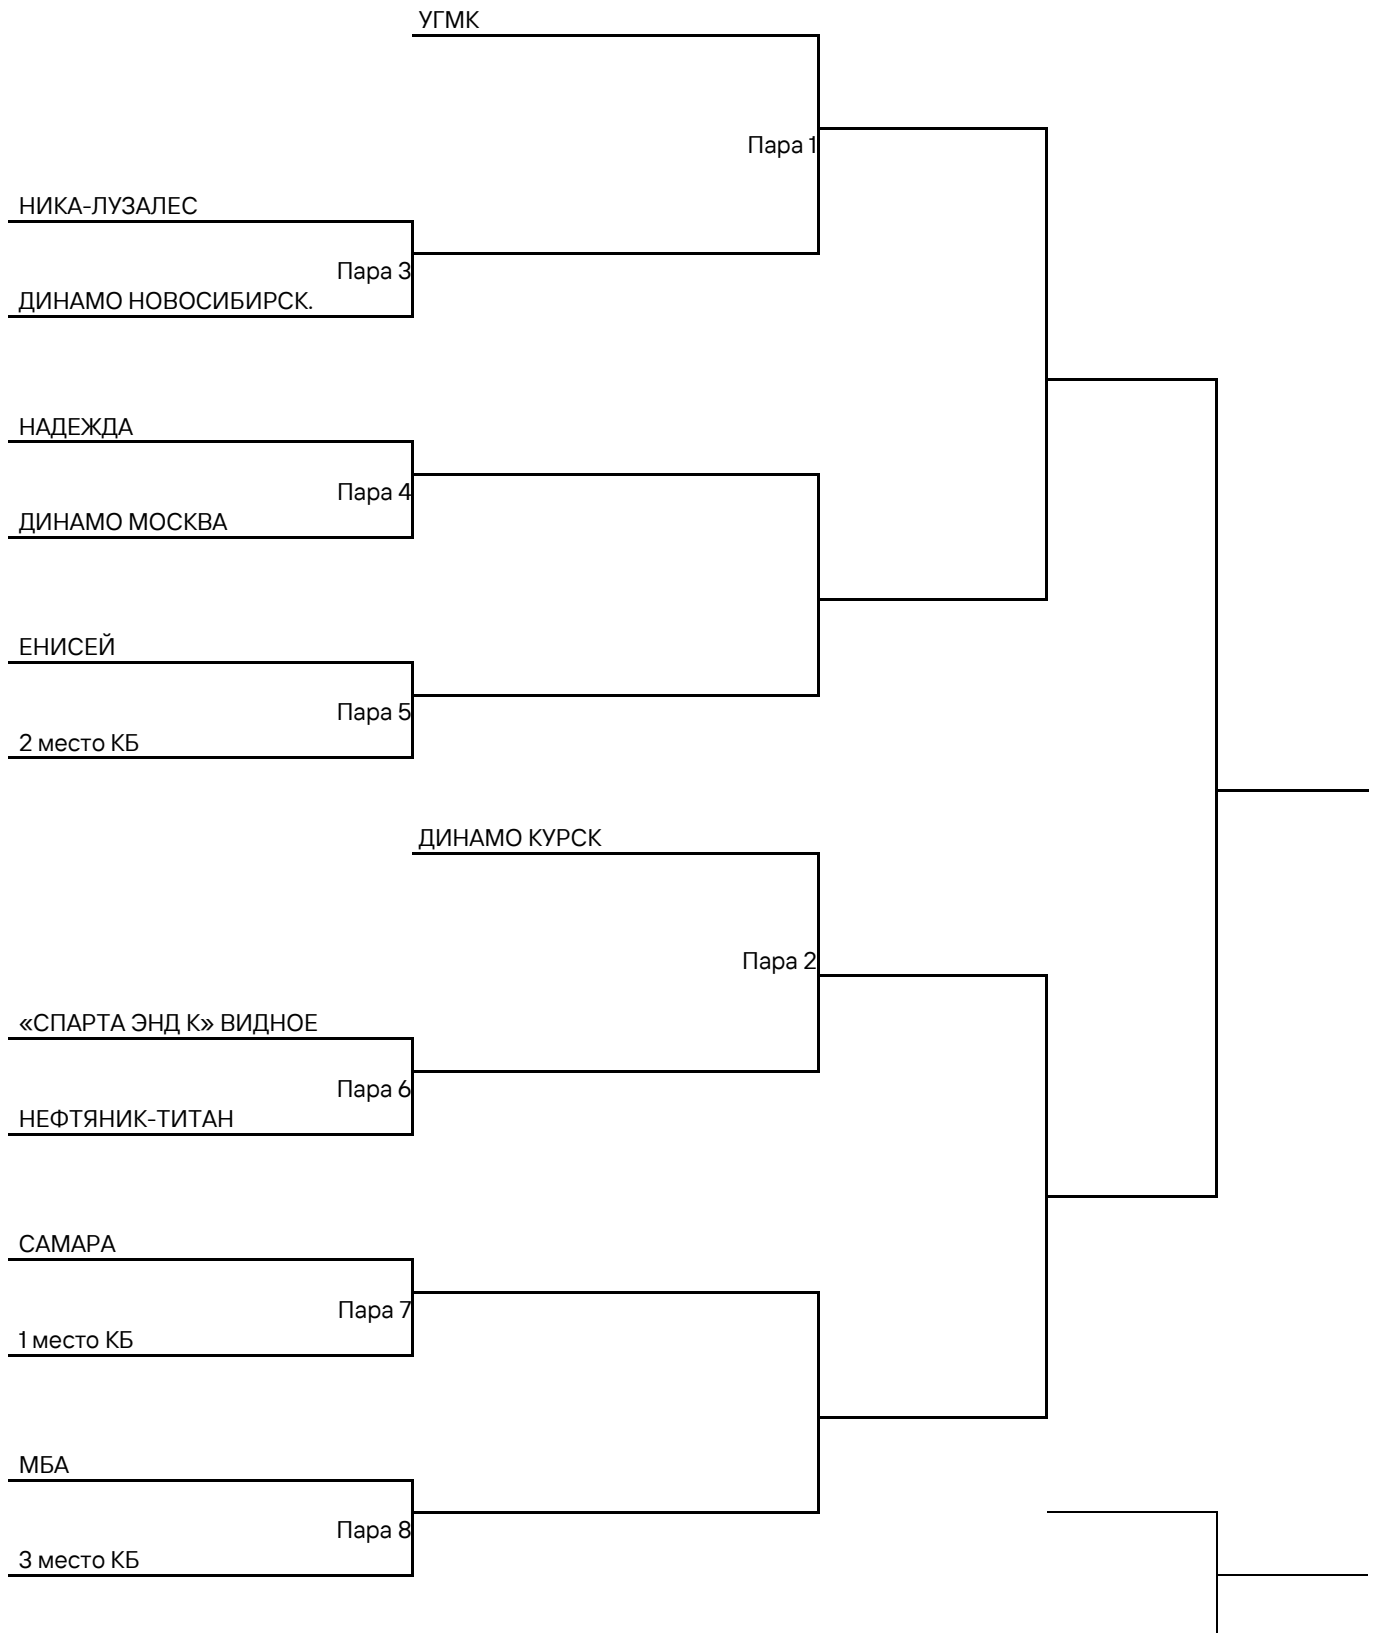 УГМК
Пара 1
НИКА-ЛУЗАЛЕС
Пара 3
ДИНАМО НОВОСИБИРСК.
НАДЕЖДА
Пара 4
ДИНАМО МОСКВА
ЕНИСЕЙ
Пара 5
2 место КБ
ДИНАМО КУРСК
Пара 2
«СПАРТА ЭНД К» ВИДНОЕ
Пара 6
НЕФТЯНИК-ТИТАН
САМАРА
Пара 7
1 место КБ
МБА
Пара 8
3 место КБ